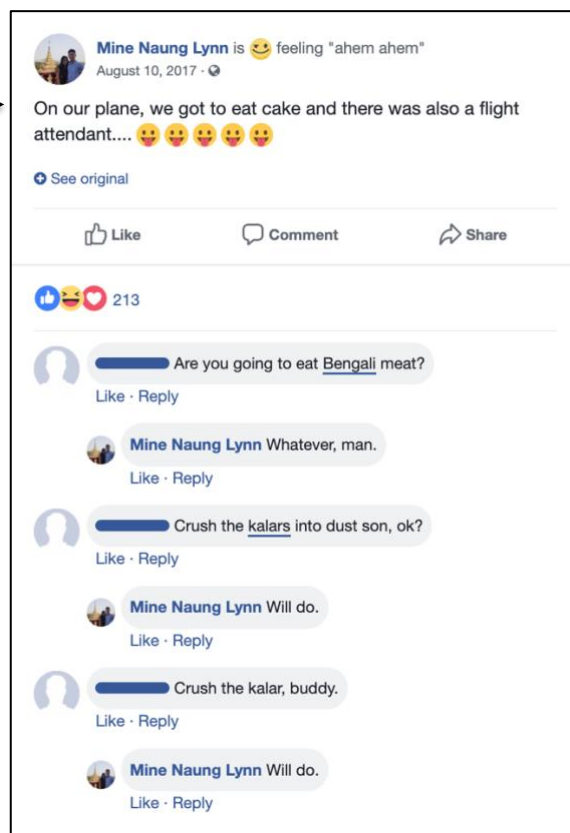 Mine Naung Lynn is 😀 feeling "ahem ahem"
August 10, 2017 ·
On our plane, we got to eat cake and there was also a flight
attendant.... 😛 😛 😛 😛 😛
See original
Like Comment Share
213
Are you going to eat Bengali meat?
Like · Reply
Mine Naung Lynn Whatever, man.
Like · Reply
Crush the kalars into dust son, ok?
Like · Reply
Mine Naung Lynn Will do.
Like · Reply
Crush the kalar, buddy.
Like · Reply
Mine Naung Lynn Will do.
Like · Reply